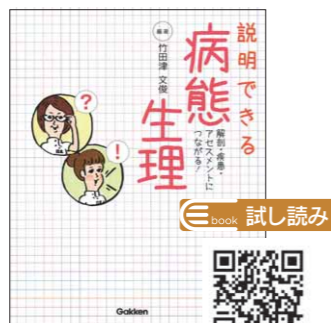 説明できる
病態
生理
解剖・疾患・
アセスメントに
つながる!
編著
竹田津 文俊
?
!
book 試し読み
Gakken